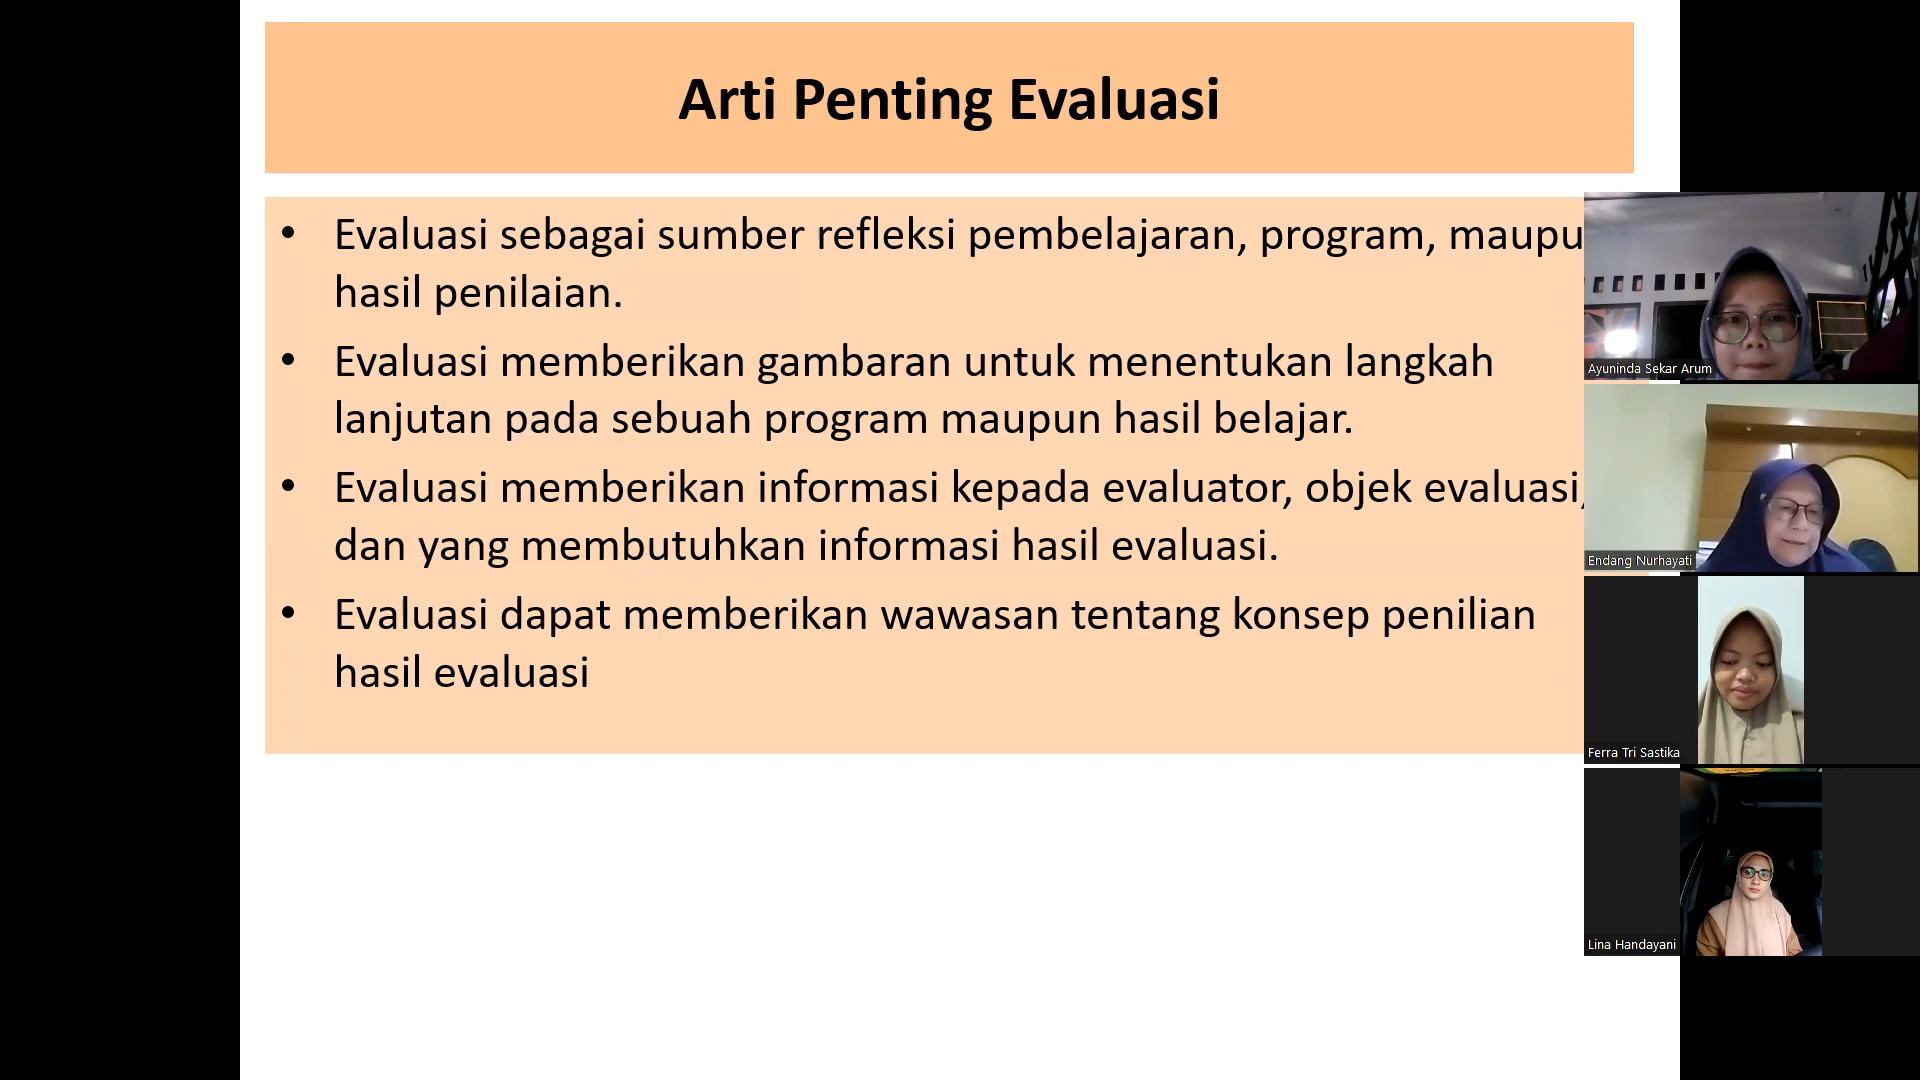 Arti Penting Evaluasi
• Evaluasi sebagai sumber refleksi pembelajaran, program, maupu
hasil penilaian.
• Evaluasi memberikan gambaran untuk menentukan langkah
lanjutan pada sebuah program maupun hasil belajar.
• Evaluasi memberikan informasi kepada evaluator, objek evaluasi,
dan yang membutuhkan informasi hasil evaluasi.
• Evaluasi dapat memberikan wawasan tentang konsep penilian
hasil evaluasi
Ayuninda Sekar Arum
Endang Nurhayati
Ferra Tri Sastika
Lina Handayani